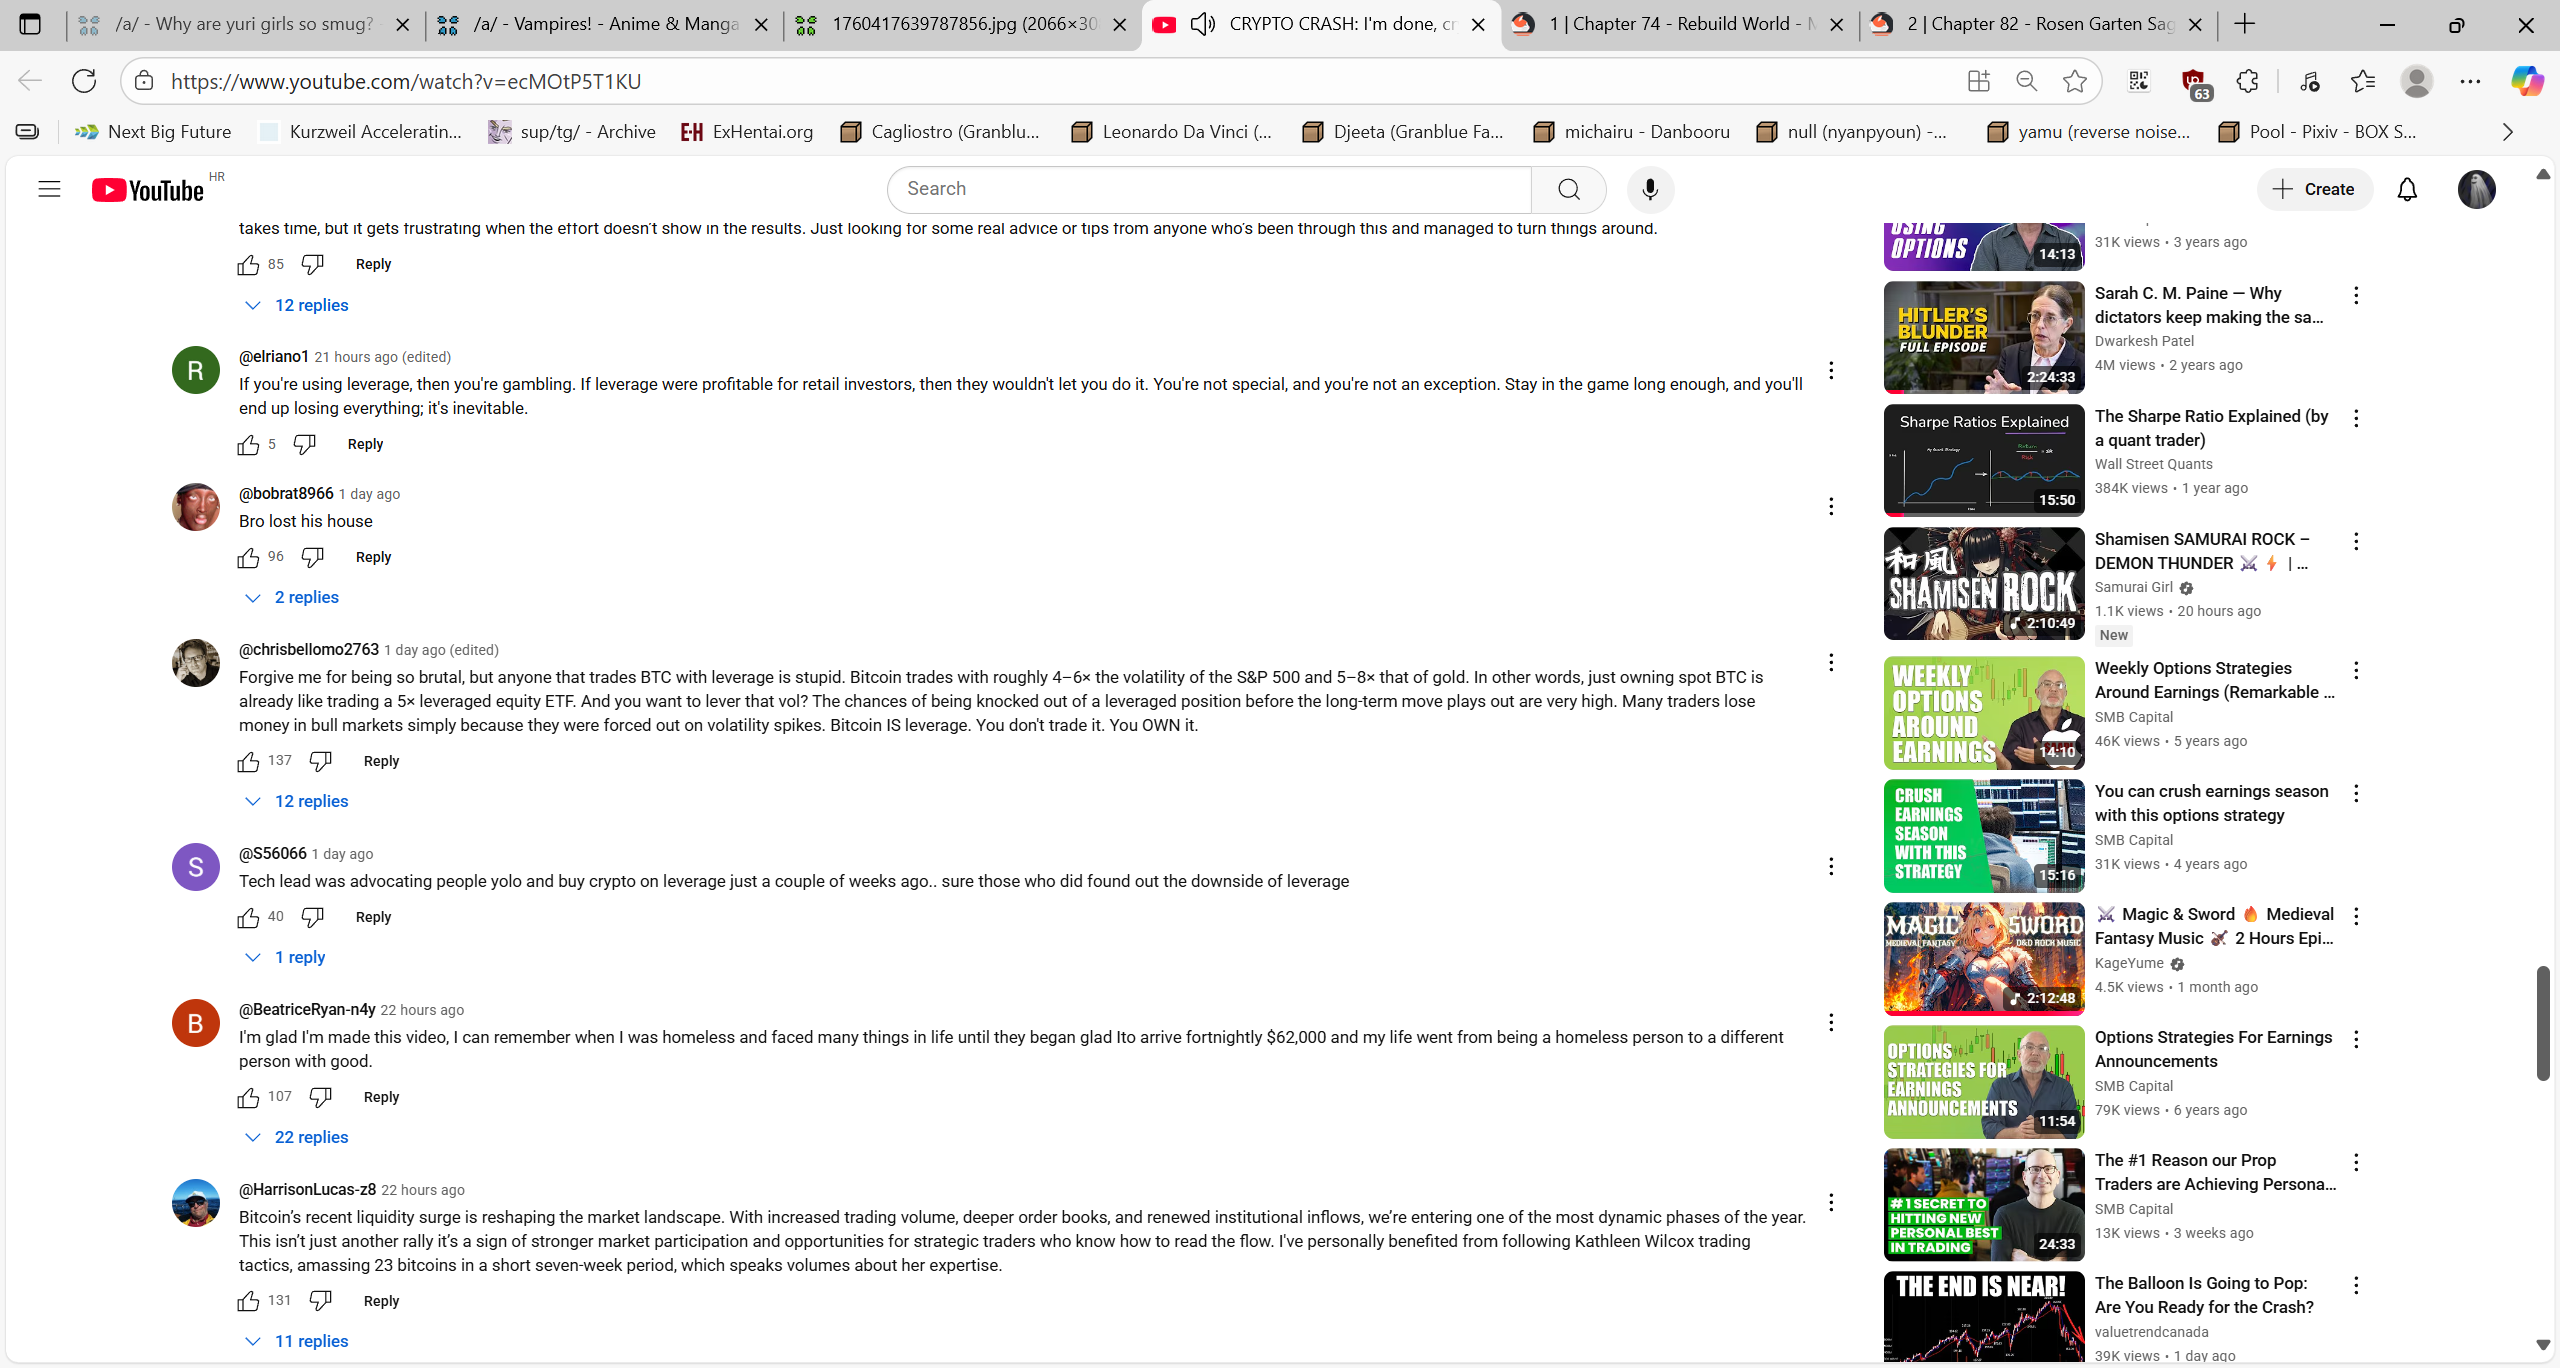 /a/ - Why are yuri girls so smug? -
/a/ - Vampires! - Anime & Manga
1760417639787856.jpg (2066×30
CRYPTO CRASH: I'm done, cr
1 | Chapter 74 - Rebuild World - M
2 | Chapter 82 - Rosen Garten Sag
https://www.youtube.com/watch?v=ecMOtP5T1KU
63
Next Big Future
Kurzweil Acceleratin...
sup/tg/ - Archive
E-H ExHentai.org
Cagliostro (Granblu...
Leonardo Da Vinci (...
Djeeta (Granblue Fa...
michairu - Danbooru
null (nyanpyoun) -...
yamu (reverse noise...
Pool - Pixiv - BOX S...
YouTube HR
Search
Create
takes time, but it gets frustrating when the effort doesn't show in the results. Just looking for some real advice or tips from anyone who's been through this and managed to turn things around.
85 Reply
12 replies
R
@elriano1 21 hours ago (edited)
If you're using leverage, then you're gambling. If leverage were profitable for retail investors, then they wouldn't let you do it. You're not special, and you're not an exception. Stay in the game long enough, and you'll
end up losing everything; it's inevitable.
5 Reply
@bobrat8966 1 day ago
Bro lost his house
96 Reply
2 replies
@chrisbellomo2763 1 day ago (edited)
Forgive me for being so brutal, but anyone that trades BTC with leverage is stupid. Bitcoin trades with roughly 4–6× the volatility of the S&P 500 and 5–8× that of gold. In other words, just owning spot BTC is
already like trading a 5× leveraged equity ETF. And you want to lever that vol? The chances of being knocked out of a leveraged position before the long-term move plays out are very high. Many traders lose
money in bull markets simply because they were forced out on volatility spikes. Bitcoin IS leverage. You don't trade it. You OWN it.
137 Reply
12 replies
S
@S56066 1 day ago
Tech lead was advocating people yolo and buy crypto on leverage just a couple of weeks ago.. sure those who did found out the downside of leverage
40 Reply
1 reply
B
@BeatriceRyan-n4y 22 hours ago
I'm glad I'm made this video, I can remember when I was homeless and faced many things in life until they began glad Ito arrive fortnightly $62,000 and my life went from being a homeless person to a different
person with good.
107 Reply
22 replies
@HarrisonLucas-z8 22 hours ago
Bitcoin's recent liquidity surge is reshaping the market landscape. With increased trading volume, deeper order books, and renewed institutional inflows, we're entering one of the most dynamic phases of the year.
This isn't just another rally it's a sign of stronger market participation and opportunities for strategic traders who know how to read the flow. I've personally benefited from following Kathleen Wilcox trading
tactics, amassing 23 bitcoins in a short seven-week period, which speaks volumes about her expertise.
131 Reply
11 replies
USING
OPTIONS
14:13
31K views • 3 years ago
HITLER'S
BLUNDER
FULL EPISODE
2:24:33
Sarah C. M. Paine — Why
dictators keep making the sa...
Dwarkesh Patel
4M views • 2 years ago
Sharpe Ratios Explained
Return
Risk
15:50
The Sharpe Ratio Explained (by
a quant trader)
Wall Street Quants
384K views • 1 year ago
和風
SHAMISEN ROCK
2:10:49
Shamisen SAMURAI ROCK –
DEMON THUNDER ⚔️⚡ | ...
Samurai Girl
1.1K views • 20 hours ago
New
WEEKLY
OPTIONS
AROUND
EARNINGS
14:10
Weekly Options Strategies
Around Earnings (Remarkable ...
SMB Capital
46K views • 5 years ago
CRUSH
EARNINGS
SEASON
WITH THIS
STRATEGY
15:16
You can crush earnings season
with this options strategy
SMB Capital
31K views • 4 years ago
MAGIC SWORD
MEDIEVAL FANTASY D&D ROCK MUSIC
2:12:48
⚔️ Magic & Sword 🔥 Medieval
Fantasy Music 🎻 2 Hours Epi...
KageYume
4.5K views • 1 month ago
OPTIONS
STRATEGIES FOR
EARNINGS
ANNOUNCEMENTS
11:54
Options Strategies For Earnings
Announcements
SMB Capital
79K views • 6 years ago
#1 SECRET TO
HITTING NEW
PERSONAL BEST
IN TRADING
24:33
The #1 Reason our Prop
Traders are Achieving Persona...
SMB Capital
13K views • 3 weeks ago
THE END IS NEAR!
The Balloon Is Going to Pop:
Are You Ready for the Crash?
valuetrendcanada
39K views • 1 day ago